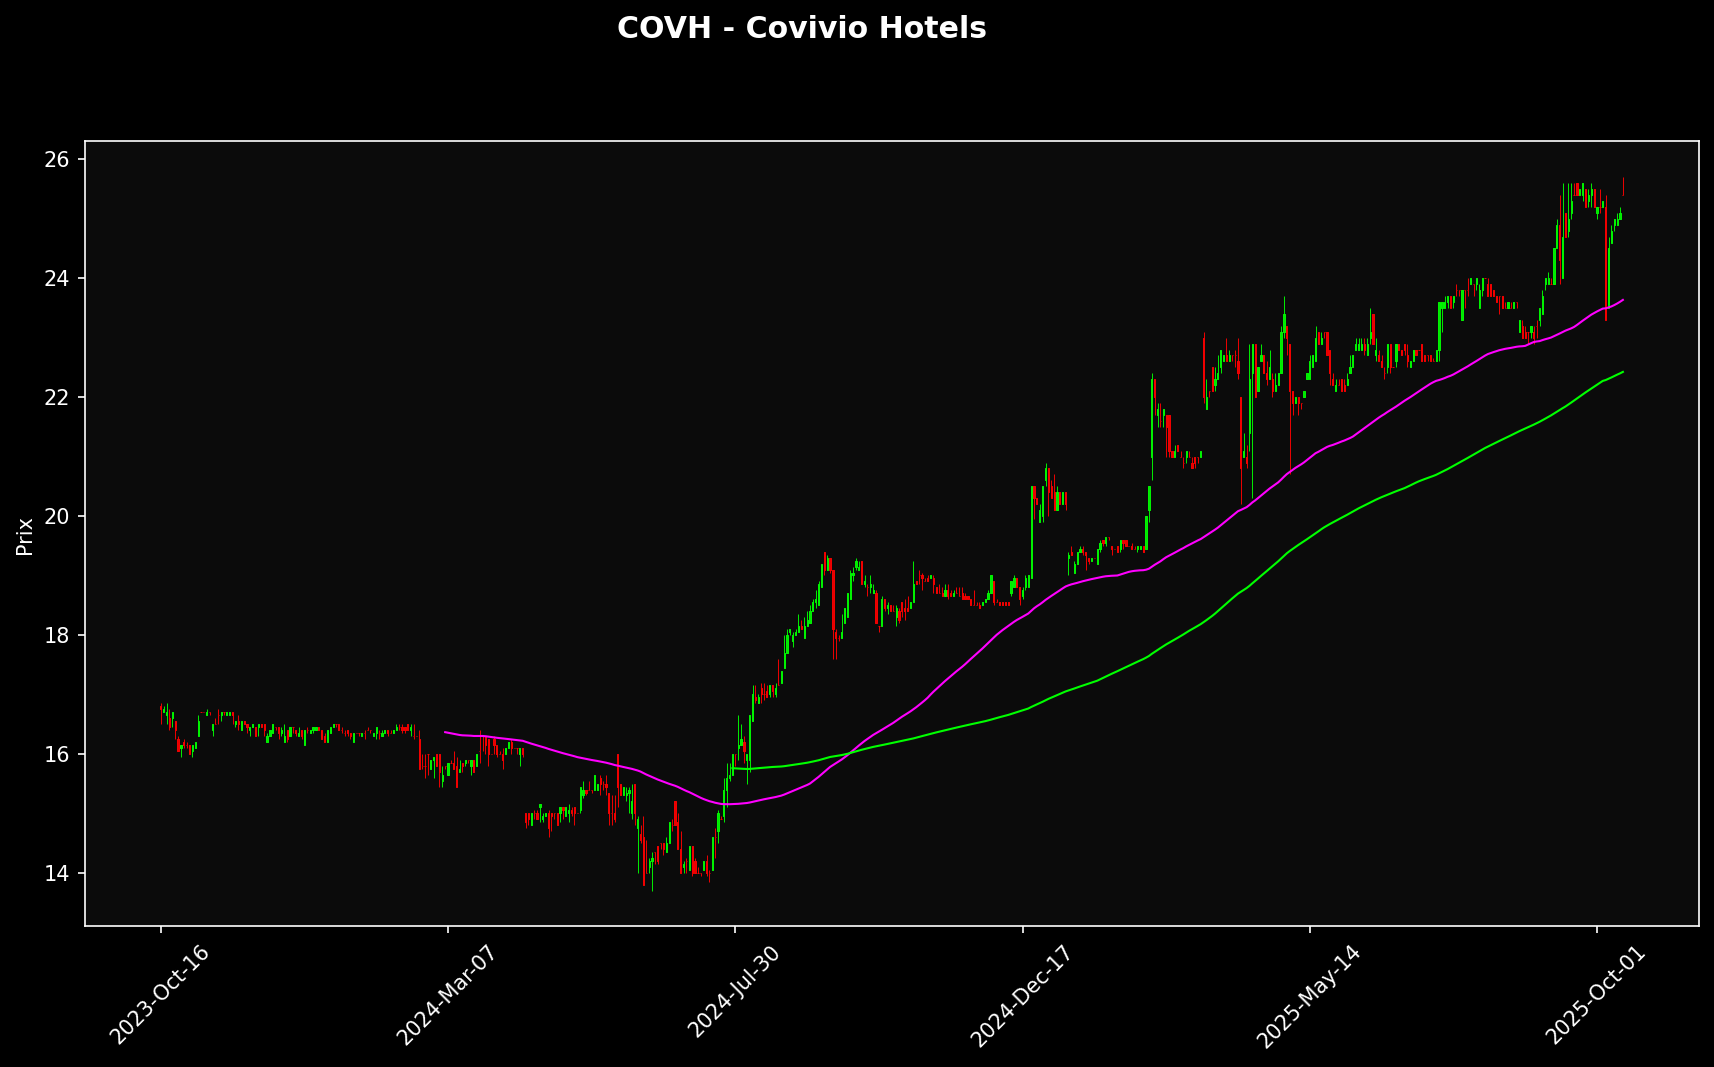 COVH - Covivio Hotels
Prix
26
24
22
20
18
16
14
2023-Oct-16
2024-Mar-07
2024-Jul-30
2024-Dec-17
2025-May-14
2025-Oct-01